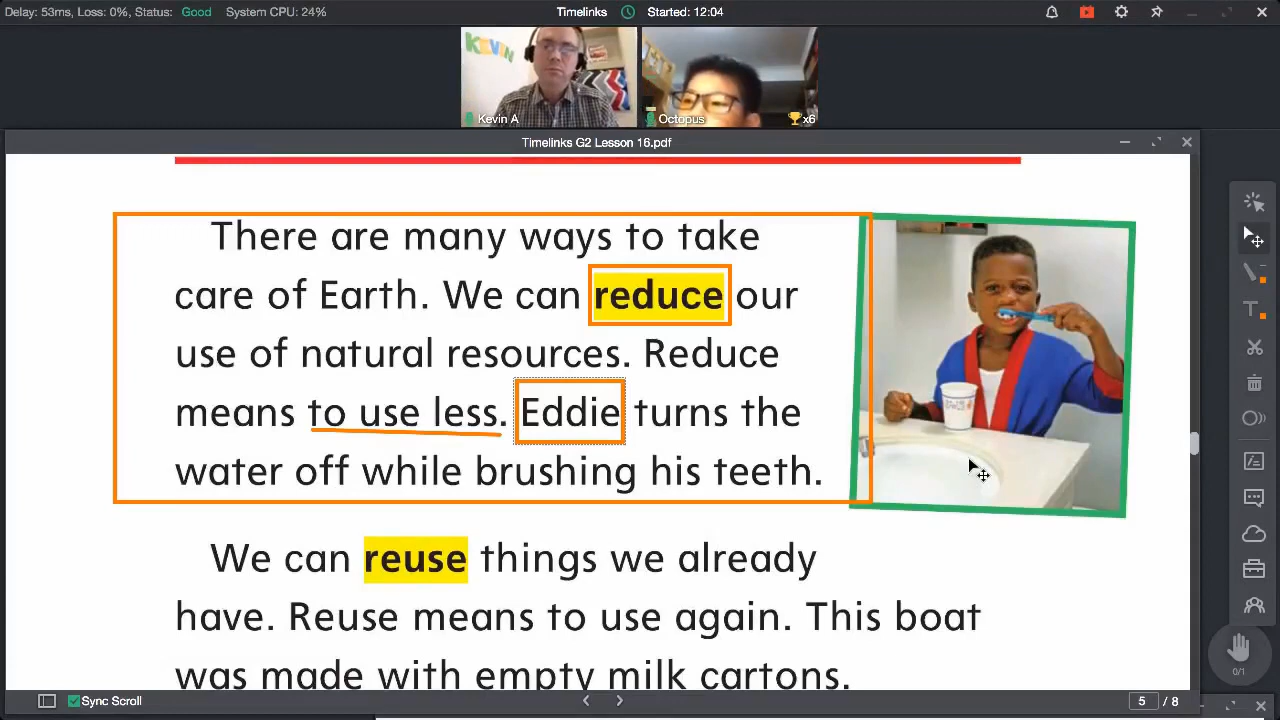 Delay: 53ms, Loss: 0%, Status: Good System CPU: 24%
Timelinks Started: 12:04
KEVIN
Kevin A
Octopus x6
Timelinks G2 Lesson 16.pdf
There are many ways to take
care of Earth. We can reduce our
use of natural resources. Reduce
means to use less. Eddie turns the
water off while brushing his teeth.
We can reuse things we already
have. Reuse means to use again. This boat
was made with empty milk cartons.
0/1
Sync Scroll
5 / 8